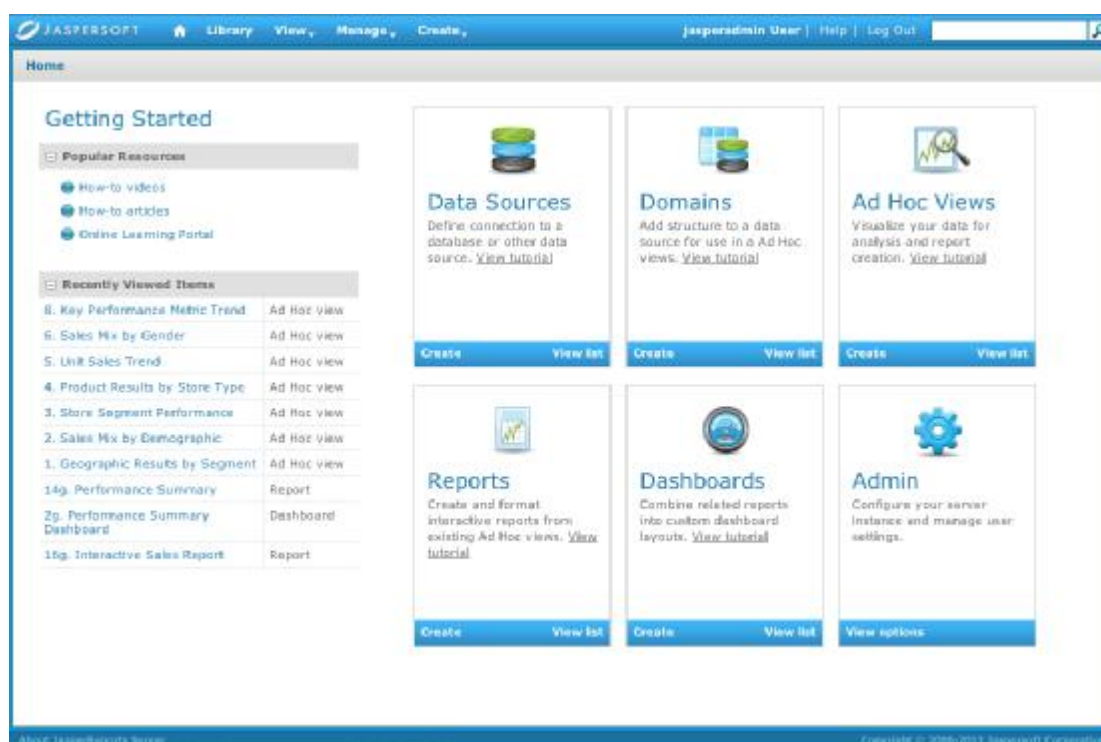 JASPERSOFT Library View Manage Create jasperadmin User | Help | Log Out
Home
Getting Started
Popular Resources
How-to videos
How-to articles
Online Learning Portal
Recently Viewed Items
8. Key Performance Metric Trend Ad Hoc view
6. Sales Mix by Gender Ad Hoc view
5. Unit Sales Trend Ad Hoc view
4. Product Results by Store Type Ad Hoc view
3. Store Segment Performance Ad Hoc view
2. Sales Mix by Demographic Ad Hoc view
1. Geographic Results by Segment Ad Hoc view
14g. Performance Summary Report
2g. Performance Summary Dashboard
Dashboard
16g. Interactive Sales Report Report
Data Sources
Define connection to a
database or other data
source. View tutorial
Create View list
Domains
Add structure to a data
source for use in a Ad Hoc
views. View tutorial
Create View list
Ad Hoc Views
Visualize your data for
analysis and report
creation. View tutorial
Create View list
Reports
Create and format
interactive reports from
existing Ad Hoc views. View
tutorial
Create View list
Dashboards
Combine related reports
into custom dashboard
layouts. View tutorial
Create View list
Admin
Configure your server
instance and manage user
settings.
View options
About JasperReports Server Copyright © 2000-2013 Jaspersoft Corporation